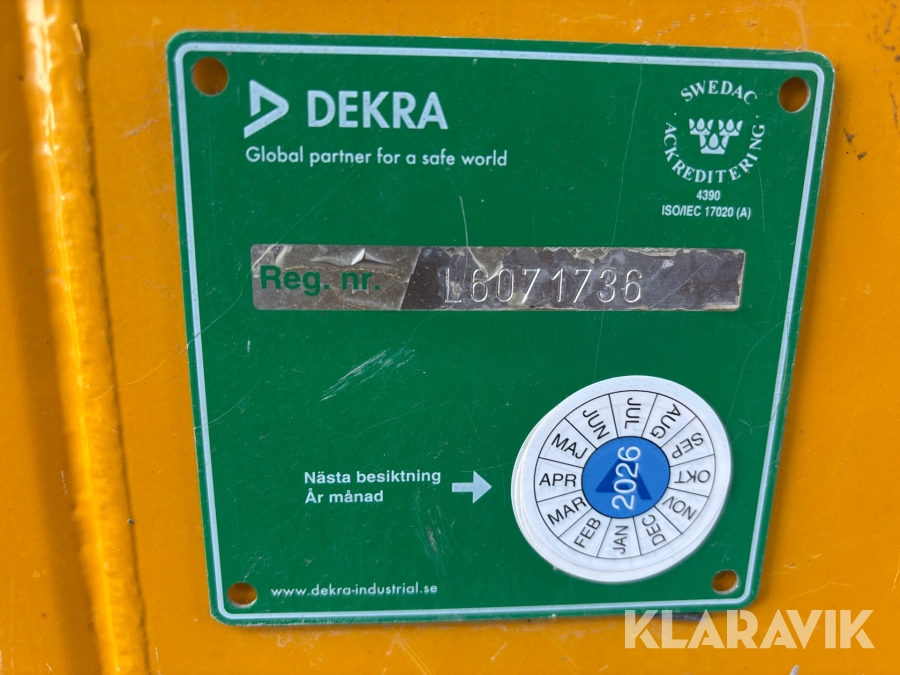 DEKRA
Global partner for a safe world
SWEDAC
ACKREDITERING
4390
ISO/IEC 17020 (A)
Reg. nr. L6071736
Nästa besiktning
År månad
JAN
FEB
MAR
APR
MAJ
JUN
JUL
AUG
SEP
OKT
NOV
DEC
2026
www.dekra-industrial.se
KLARAVIK